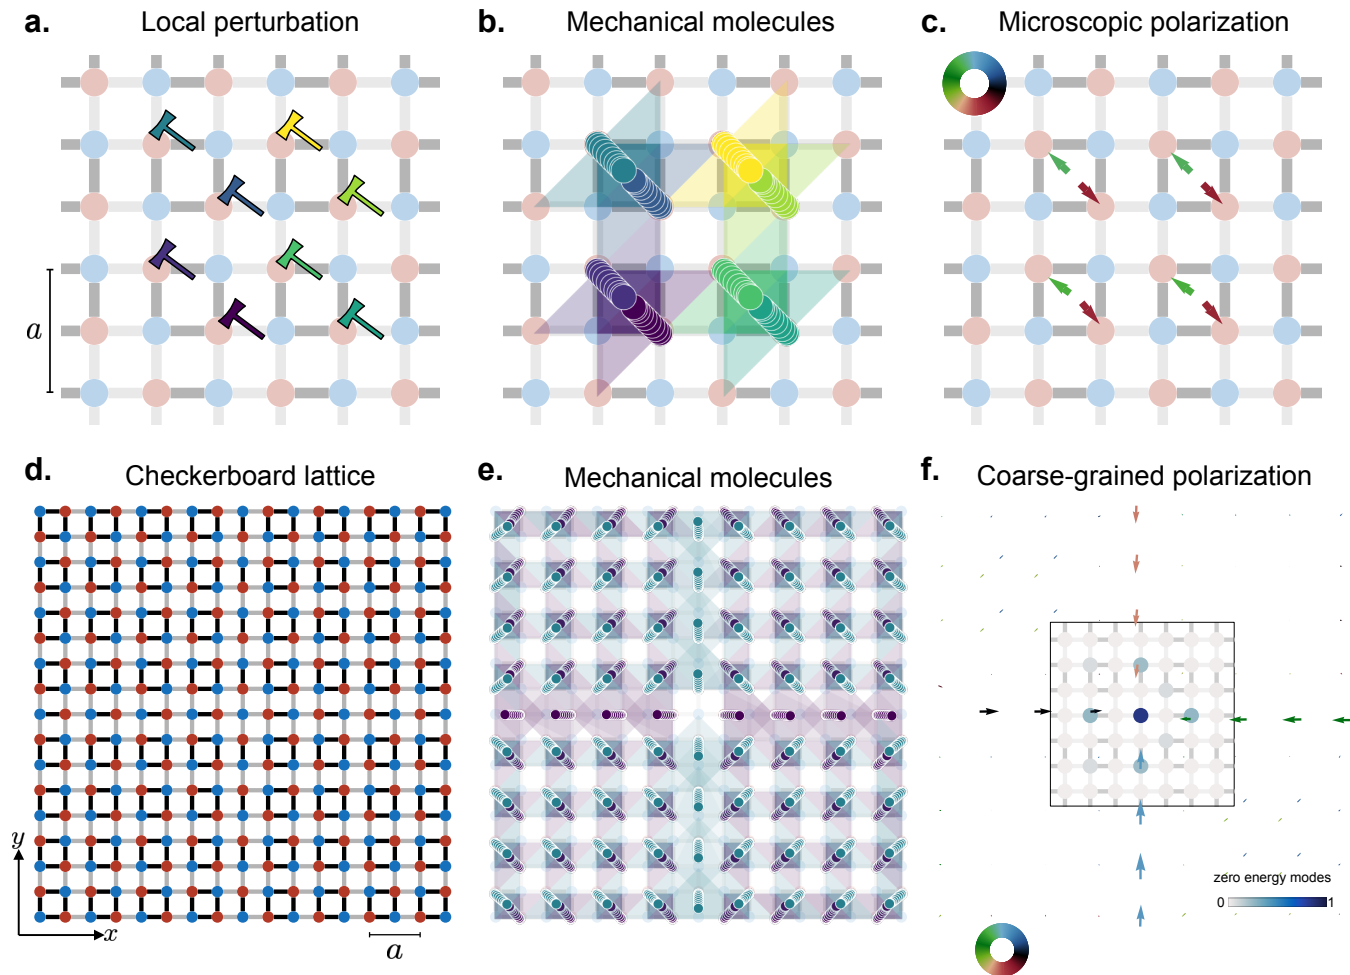 a. Local perturbation
b. Mechanical molecules
c. Microscopic polarization
a
d. Checkerboard lattice
e. Mechanical molecules
f. Coarse-grained polarization
y
x
a
zero energy modes
0 1